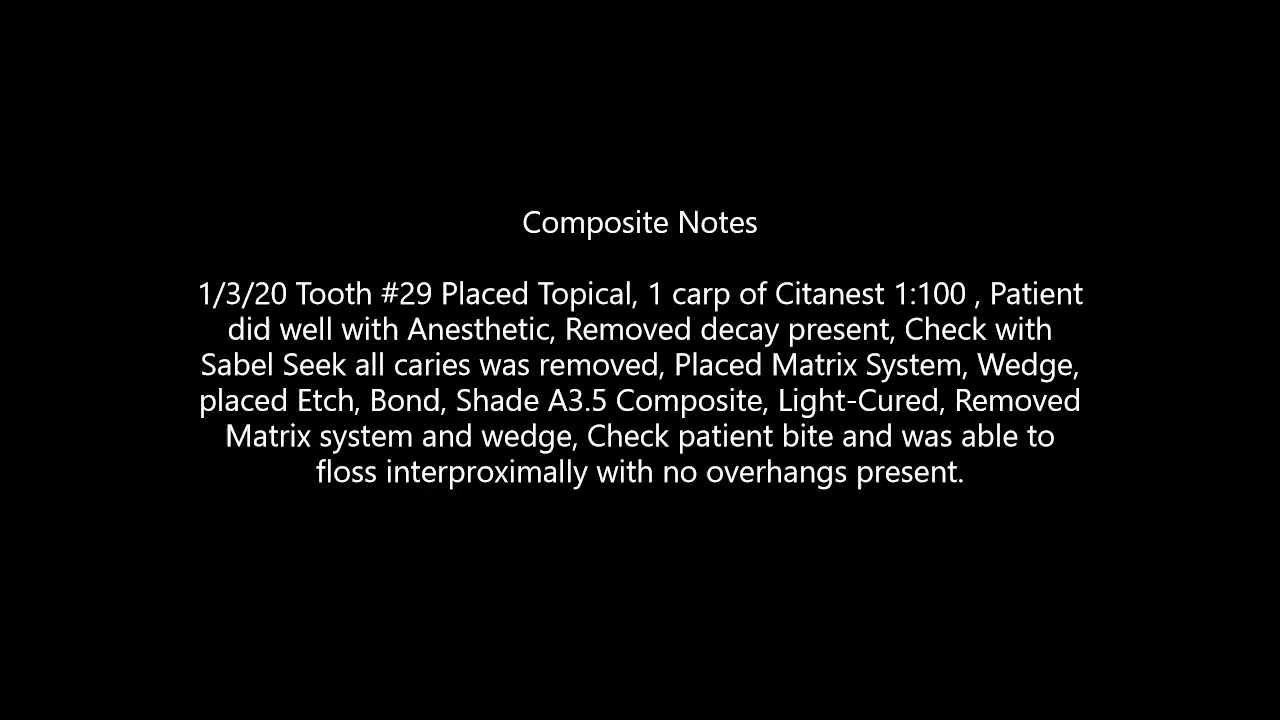 Composite Notes
1/3/20 Tooth #29 Placed Topical, 1 carp of Citanest 1:100 , Patient
did well with Anesthetic, Removed decay present, Check with
Sabel Seek all caries was removed, Placed Matrix System, Wedge,
placed Etch, Bond, Shade A3.5 Composite, Light-Cured, Removed
Matrix system and wedge, Check patient bite and was able to
floss interproximally with no overhangs present.